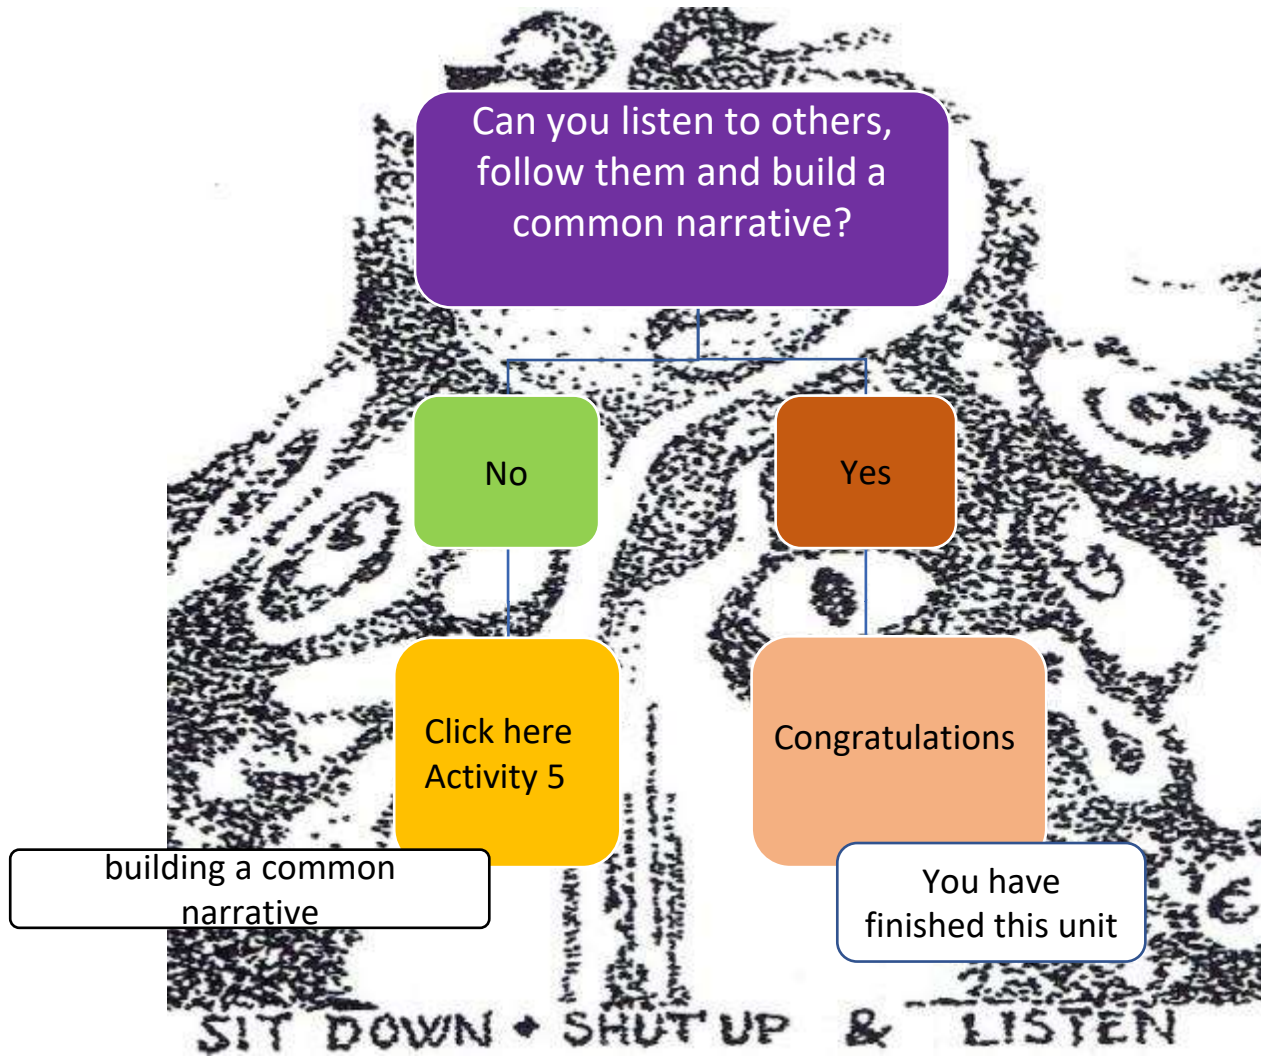 Can you listen to others,
follow them and build a
common narrative?
No
Yes
Click here
Activity 5
Congratulations
building a common
narrative
You have
finished this unit
SIT DOWN • SHUT UP & LISTEN